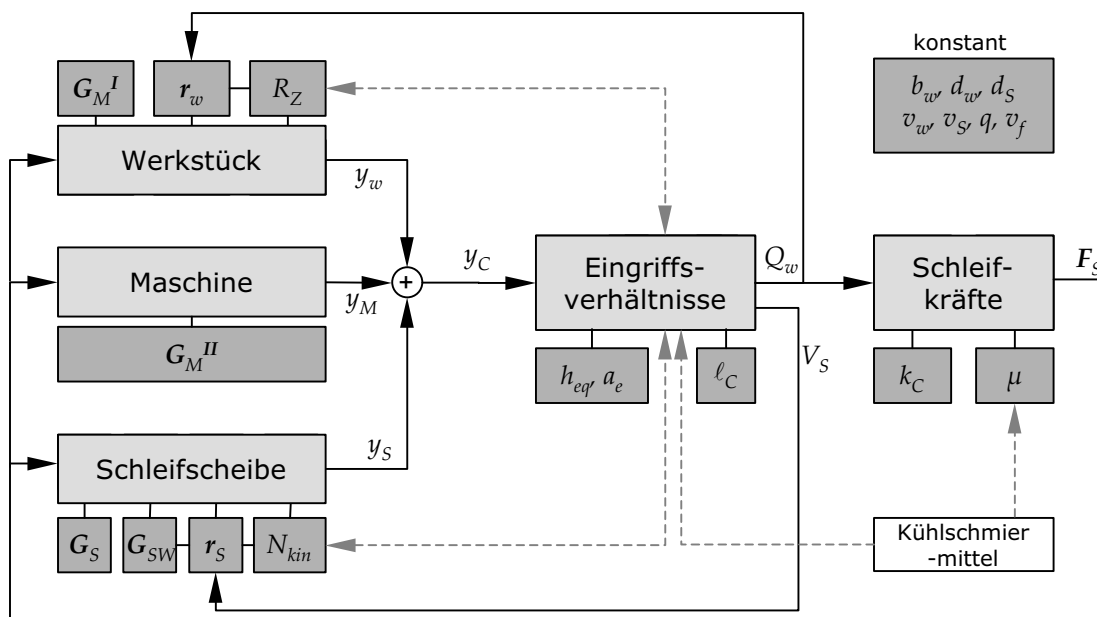 konstant
b_w, d_w, d_S
v_w, v_S, q, v_f
G_M^I
r_w
R_Z
Werkstück
y_w
Maschine
y_M
G_M^II
+
y_C
Eingriffs-
verhältnisse
Q_w
V_S
h_eq, a_e
ℓ_C
Schleif-
kräfte
F_S
k_C
μ
Schleifscheibe
y_S
G_S
G_SW
r_S
N_kin
Kühlschmier
-mittel